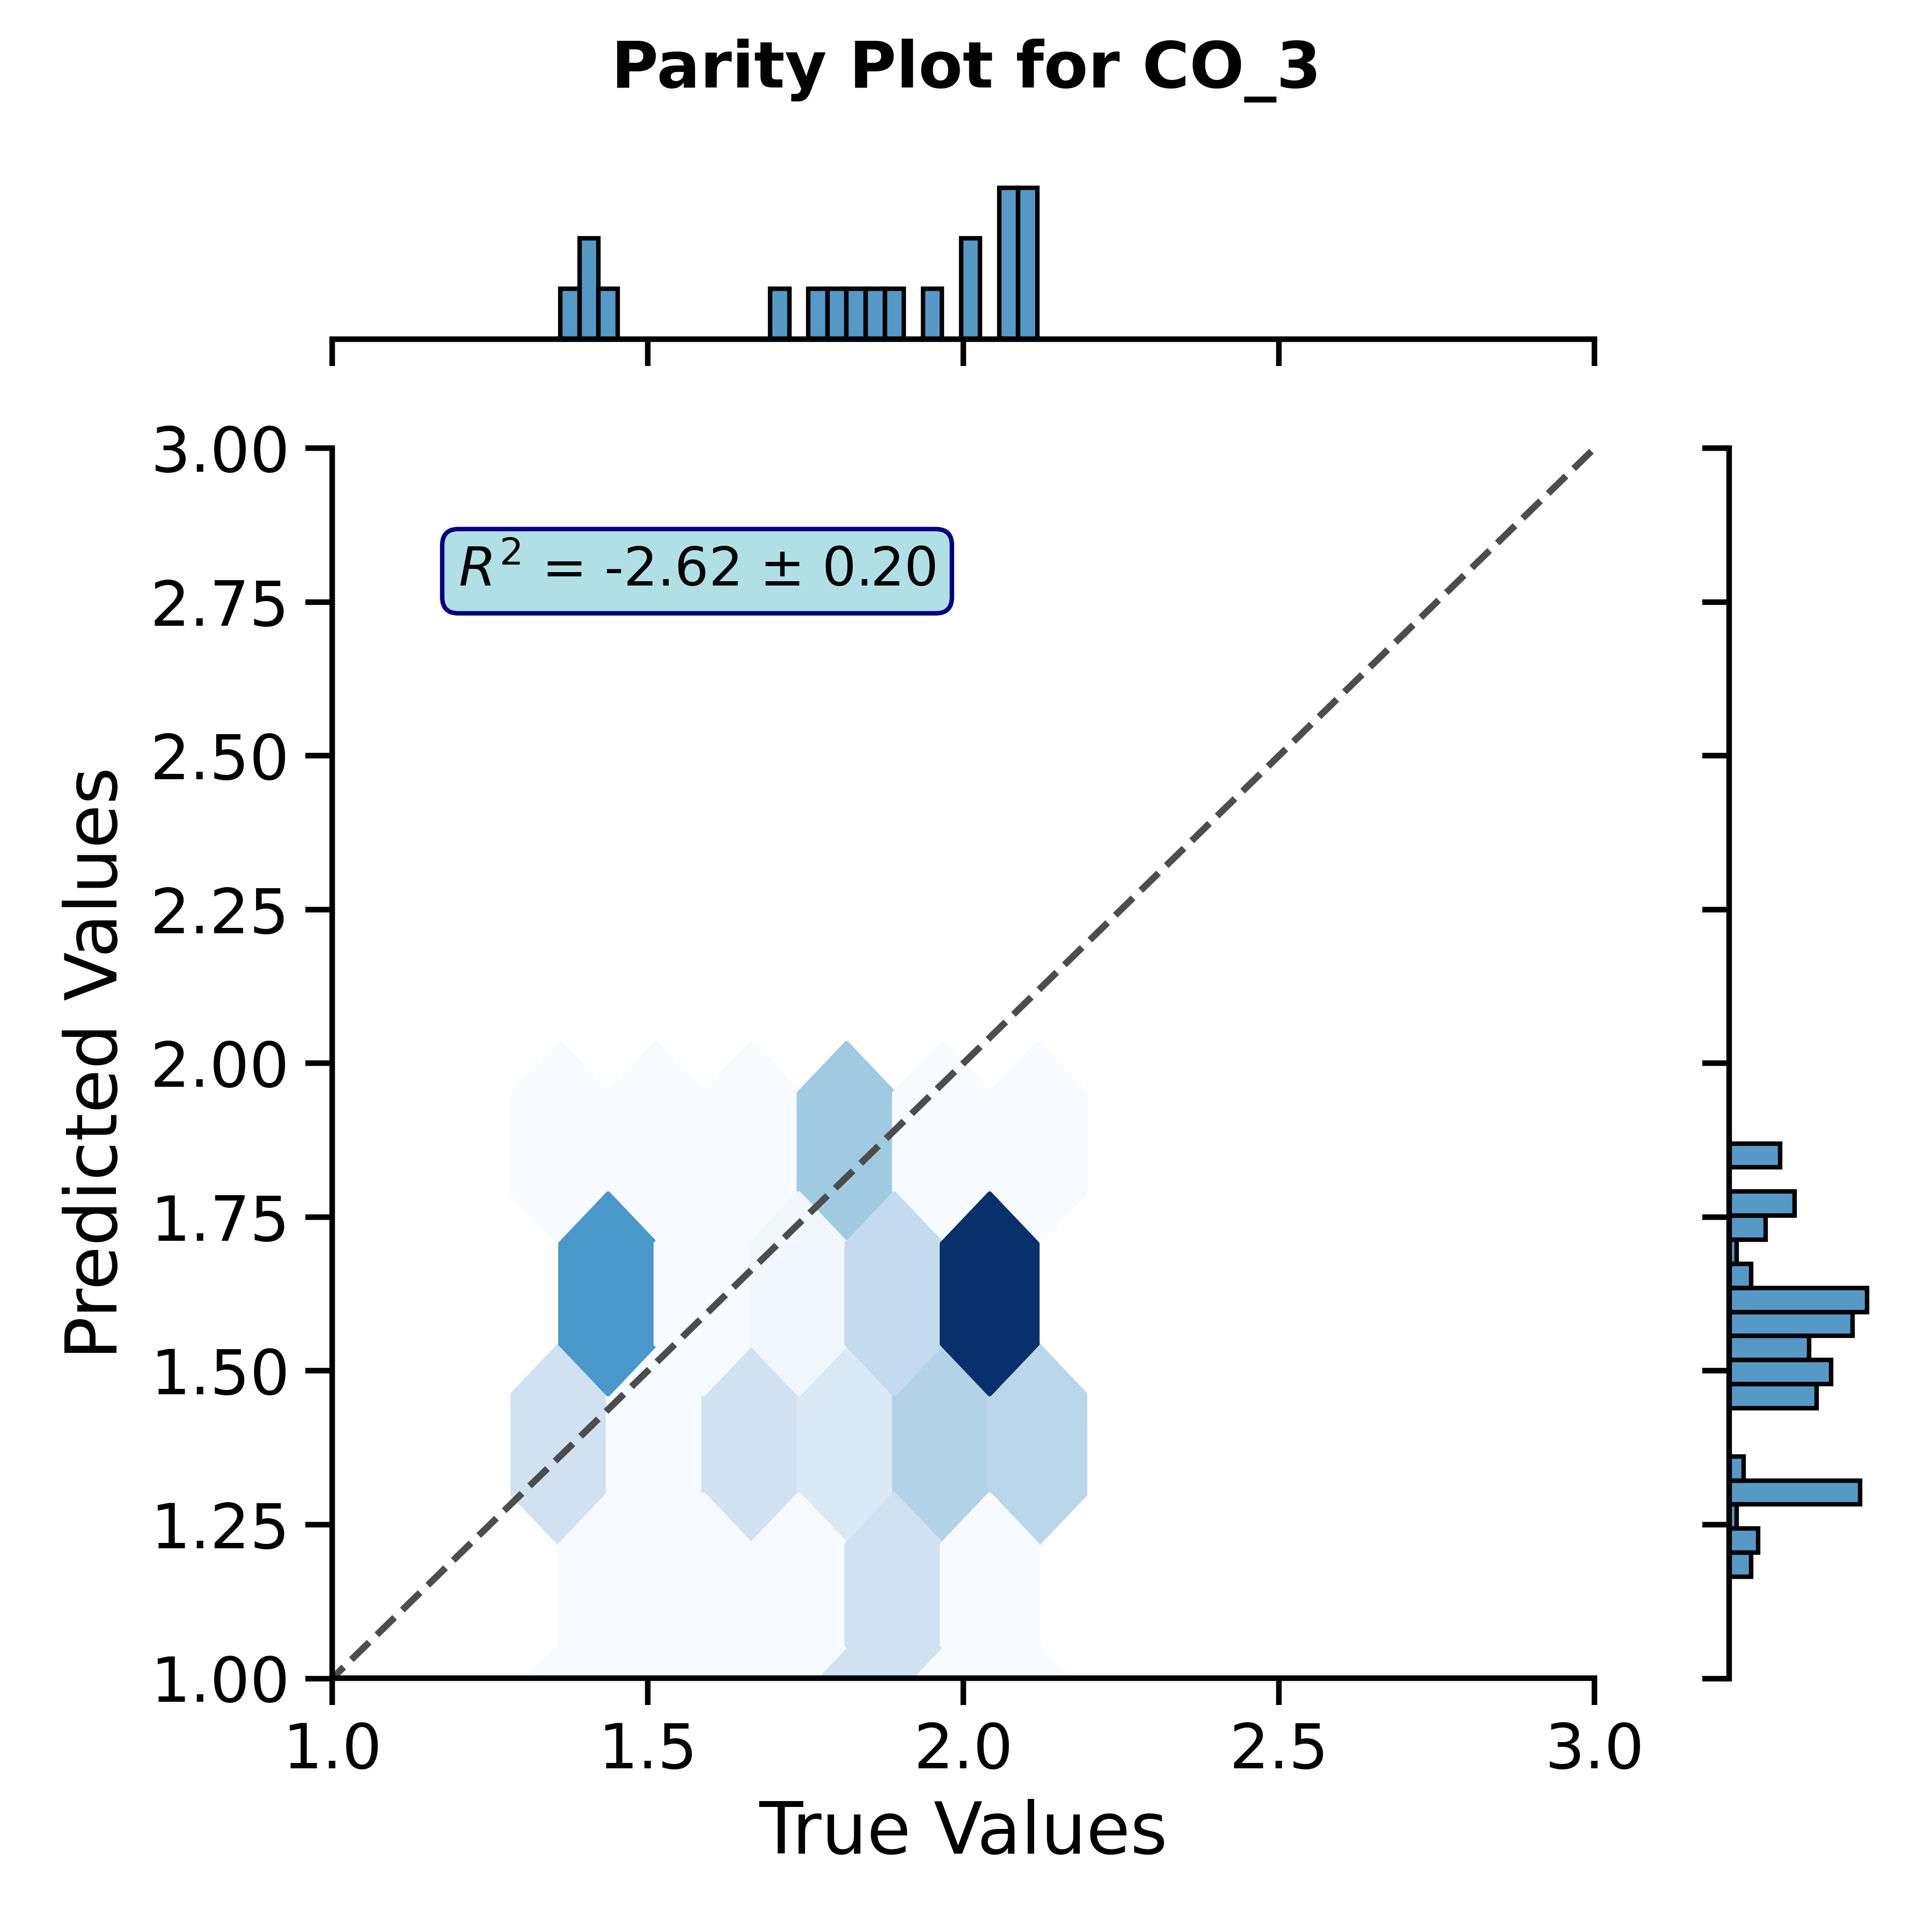 Parity Plot for CO_3
R² = -2.62 ± 0.20
Predicted Values
3.00
2.75
2.50
2.25
2.00
1.75
1.50
1.25
1.00
1.0 1.5 2.0 2.5 3.0
True Values